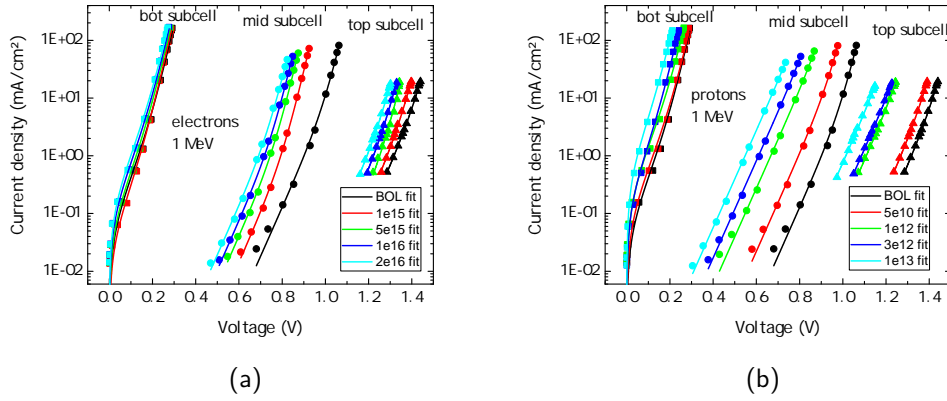 bot subcell mid subcell top subcell
1E+02
1E+01
1E+00
1E-01
1E-02
Current density (mA/cm²)
electrons
1 MeV
BOL fit
1e15 fit
5e15 fit
1e16 fit
2e16 fit
0.0 0.2 0.4 0.6 0.8 1.0 1.2 1.4
Voltage (V)
(a)
bot subcell mid subcell top subcell
1E+02
1E+01
1E+00
1E-01
1E-02
Current density (mA/cm²)
protons
1 MeV
BOL fit
5e10 fit
1e12 fit
3e12 fit
1e13 fit
0.0 0.2 0.4 0.6 0.8 1.0 1.2 1.4
Voltage (V)
(b)